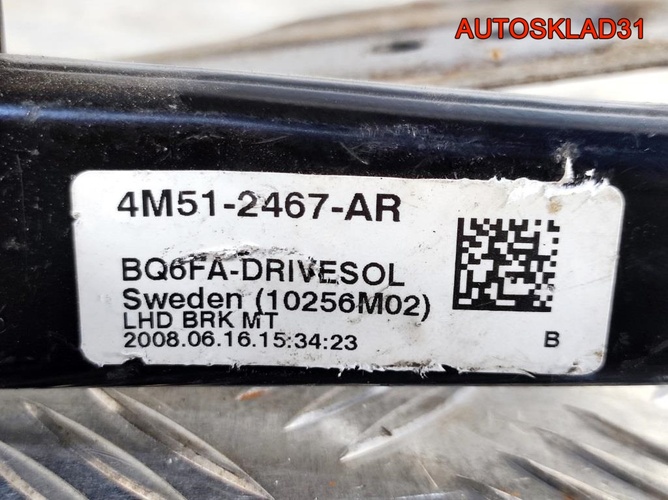 AUTOSKLAD31
4M51-2467-AR
BQ6FA-DRIVESOL
Sweden (10256M02)
LHD BRK MT
2008.06.16.15:34:23
B